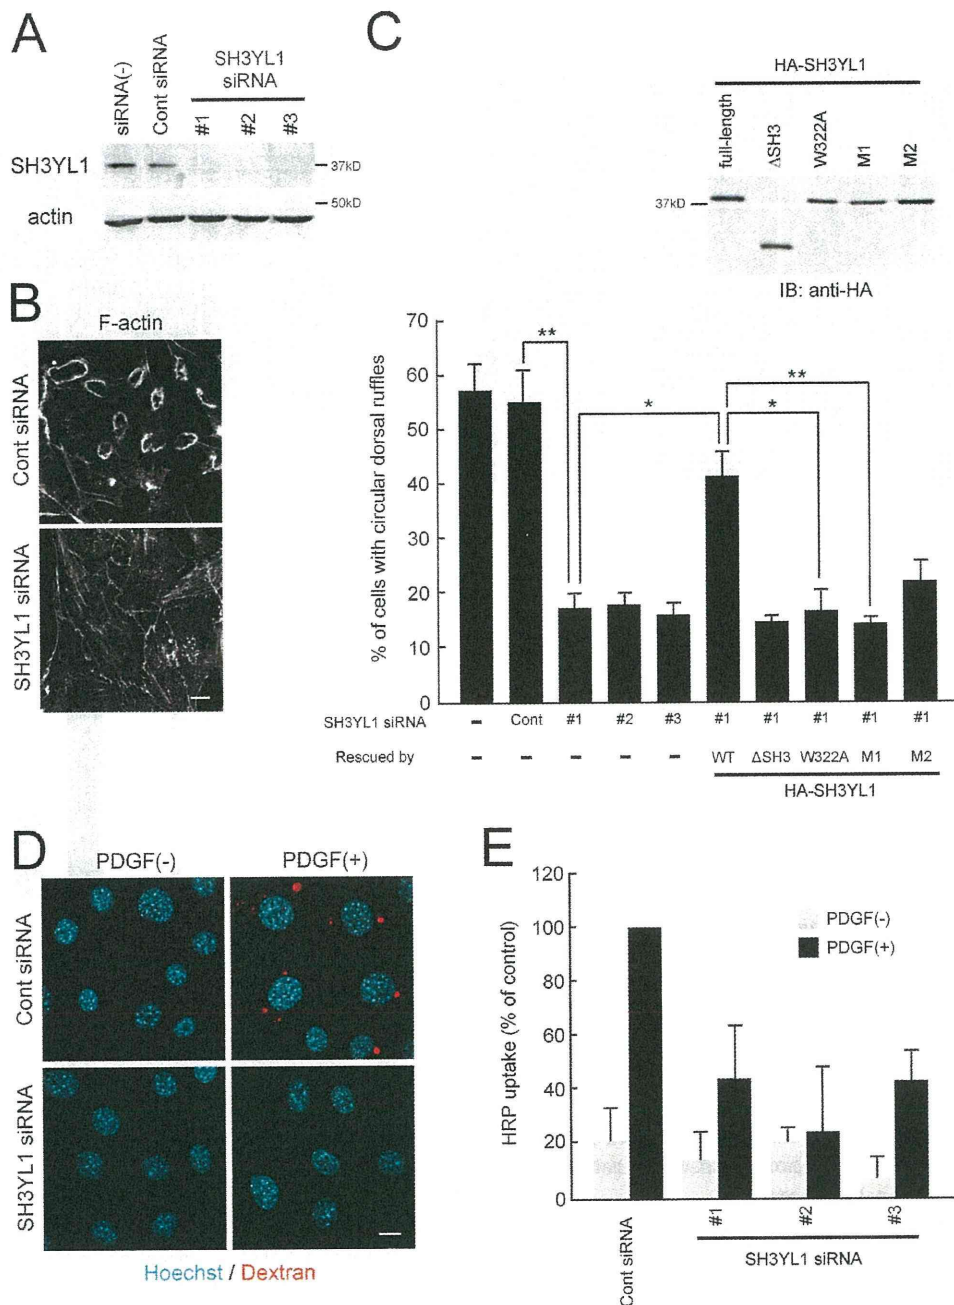 A
siRNA(-)
Cont siRNA
SH3YL1
siRNA
#1
#2
#3
SH3YL1
37kD
50kD
actin
B
F-actin
Cont siRNA
SH3YL1 siRNA
C
HA-SH3YL1
full-length
ΔSH3
W322A
M1
M2
37kD
IB: anti-HA
% of cells with circular dorsal ruffles
70
60
50
40
30
20
10
0
**
*
*
**
SH3YL1 siRNA – Cont #1 #2 #3 #1 #1 #1 #1 #1
Rescued by – – – – – WT ΔSH3 W322A M1 M2
HA-SH3YL1
D
PDGF(-) PDGF(+)
Cont siRNA
SH3YL1 siRNA
Hoechst / Dextran
E
HRP uptake (% of control)
120
100
80
60
40
20
0
PDGF(-)
PDGF(+)
Cont siRNA
#1
#2
#3
SH3YL1 siRNA